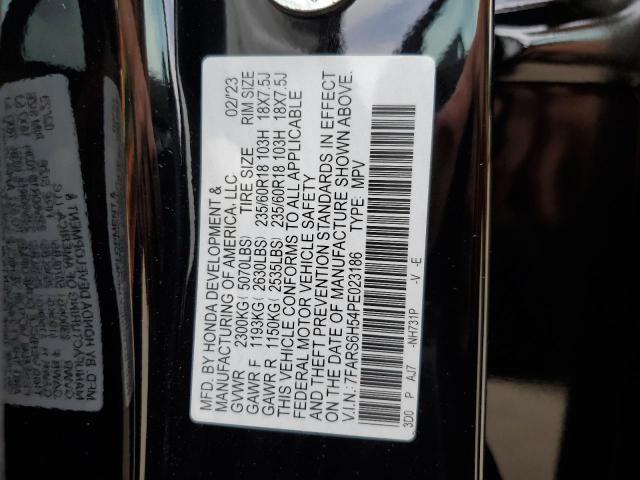 MFD. BY HONDA DEVELOPMENT & 02/23
MANUFACTURING OF AMERICA, LLC
GVWR 2300KG( 5070LBS) TIRE SIZE RIM SIZE
GAWR F 1193KG( 2630LBS) 235/60R18 103H 18X7.5J
GAWR R 1150KG( 2535LBS) 235/60R18 103H 18X7.5J
THIS VEHICLE CONFORMS TO ALL APPLICABLE
FEDERAL MOTOR VEHICLE SAFETY
AND THEFT PREVENTION STANDARDS IN EFFECT
ON THE DATE OF MANUFACTURE SHOWN ABOVE.
V.I.N.: 7FARS6H54PE023186 TYPE: MPV
3D0 P AJ7 -NH731P -V -E